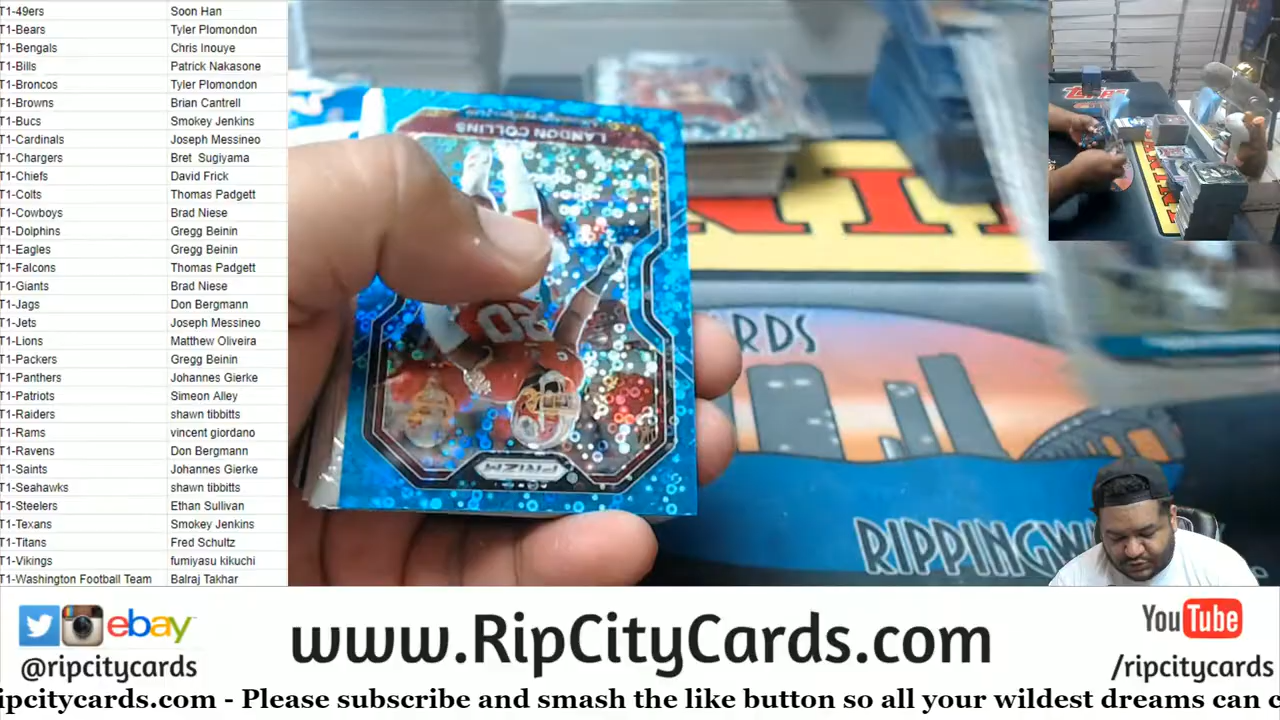 T1-49ers Soon Han
T1-Bears Tyler Plomondon
T1-Bengals Chris Inouye
T1-Bills Patrick Nakasone
T1-Broncos Tyler Plomondon
T1-Browns Brian Cantrell
T1-Bucs Smokey Jenkins
T1-Cardinals Joseph Messineo
T1-Chargers Bret Sugiyama
T1-Chiefs David Frick
T1-Colts Thomas Padgett
T1-Cowboys Brad Niese
T1-Dolphins Gregg Beinin
T1-Eagles Gregg Beinin
T1-Falcons Thomas Padgett
T1-Giants Brad Niese
T1-Jags Don Bergmann
T1-Jets Joseph Messineo
T1-Lions Matthew Oliveira
T1-Packers Gregg Beinin
T1-Panthers Johannes Gierke
T1-Patriots Simeon Alley
T1-Raiders shawn tibbitts
T1-Rams vincent giordano
T1-Ravens Don Bergmann
T1-Saints Johannes Gierke
T1-Seahawks shawn tibbitts
T1-Steelers Ethan Sullivan
T1-Texans Smokey Jenkins
T1-Titans Fred Schultz
T1-Vikings fumiyasu kikuchi
T1-Washington Football Team Balraj Takhar
LANDON COLLINS
20
PRIZM
NINI
ARDS
RIPPINGW
Topps
ebay
@ripcitycards
www.RipCityCards.com
YouTube
/ripcitycards
ipcitycards.com - Please subscribe and smash the like button so all your wildest dreams can c